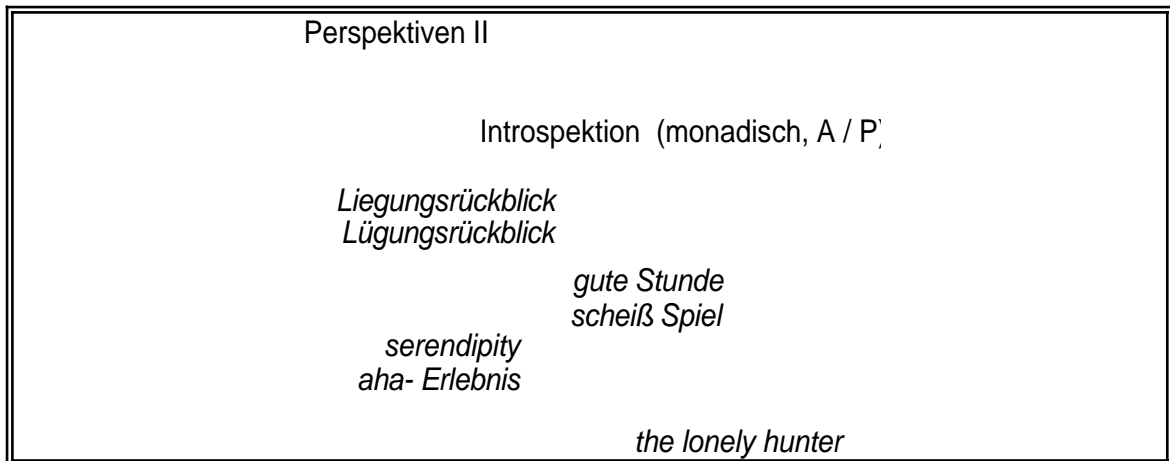 Perspektiven II
Introspektion (monadisch, A / P)
Liegungsrückblick
Lügungsrückblick
gute Stunde
scheiß Spiel
serendipity
aha- Erlebnis
the lonely hunter